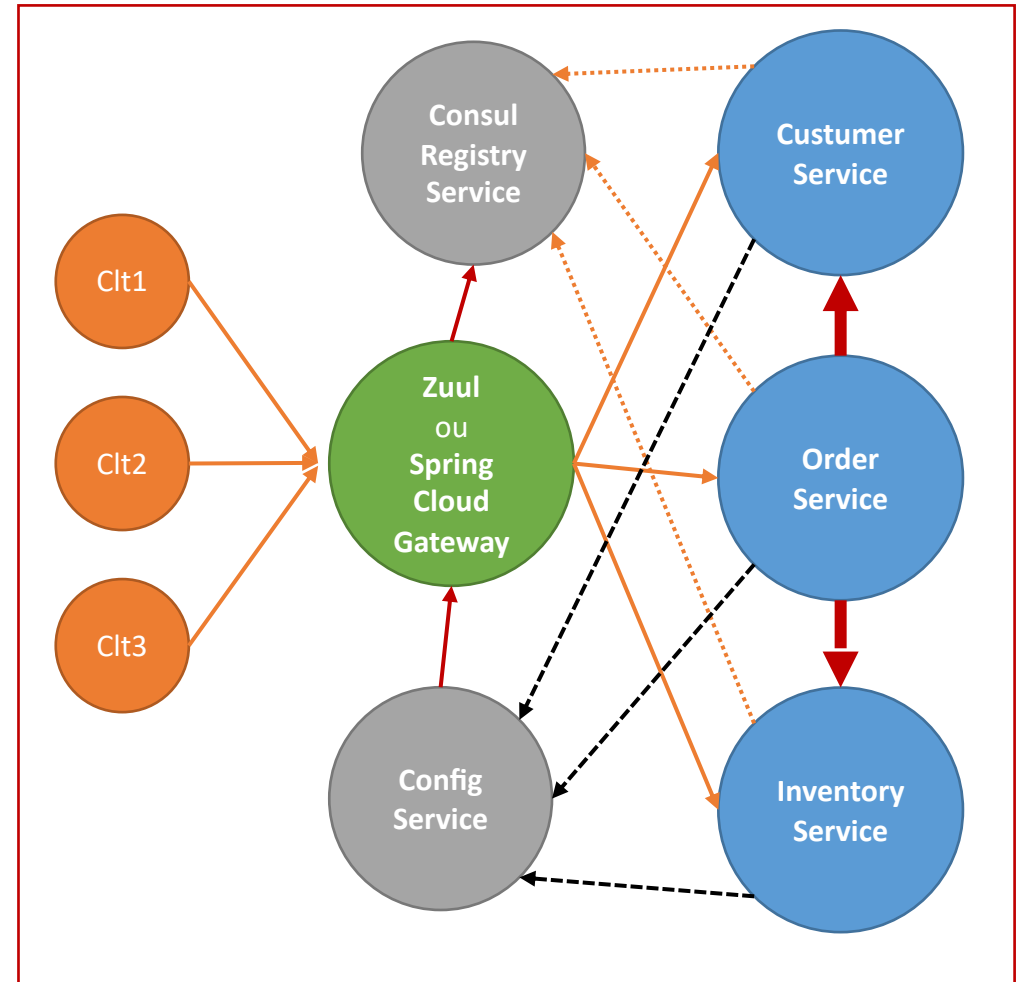 Consul
Registry
Service
Custumer
Service
Clt1
Zuul
ou
Spring
Cloud
Gateway
Clt2
Order
Service
Clt3
Config
Service
Inventory
Service